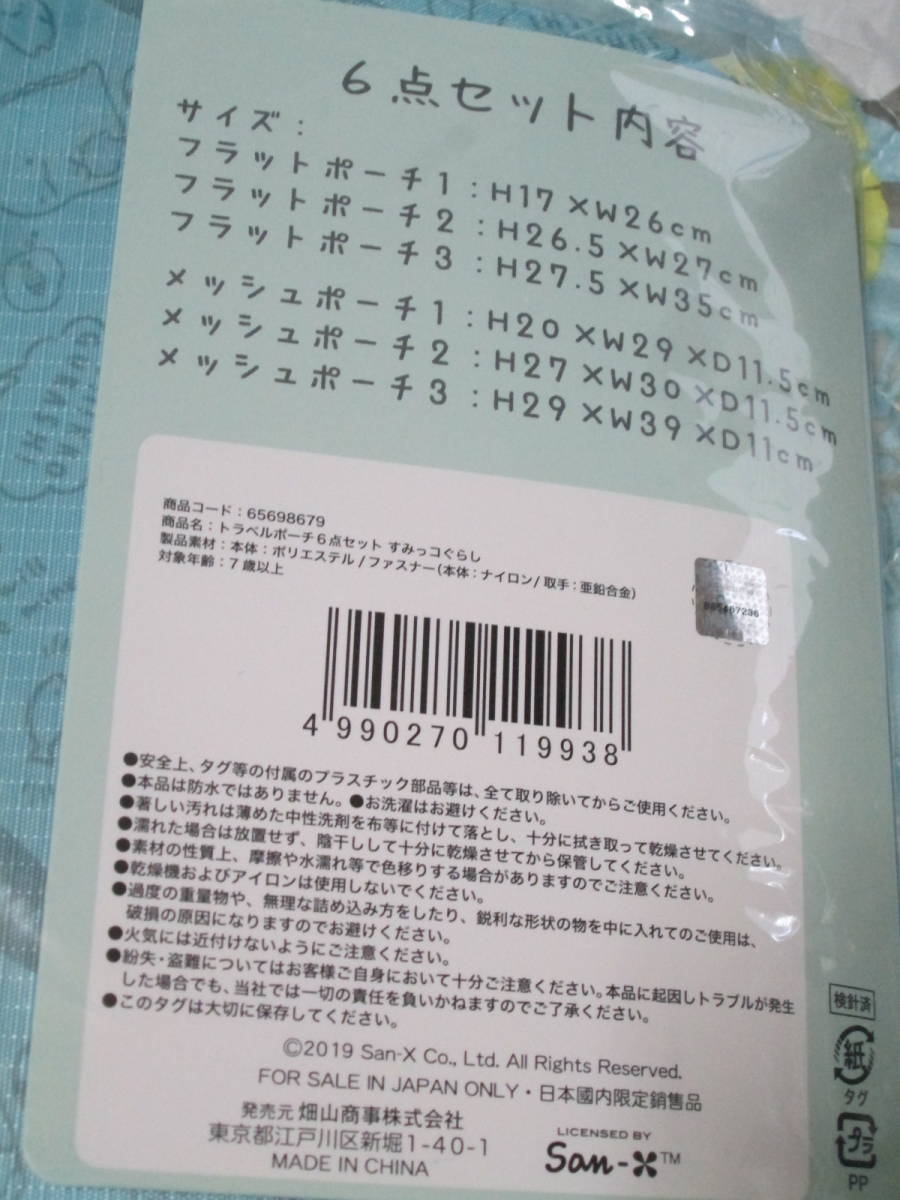 6点セット内容
サイズ：
フラットポーチ1：H17×W26cm
フラットポーチ2：H26.5×W27cm
フラットポーチ3：H27.5×W35cm
メッシュポーチ1：H20×W29×D11.5cm
メッシュポーチ2：H27×W30×D11.5cm
メッシュポーチ3：H29×W39×D11cm
商品コード：65698679
商品名：トラベルポーチ6点セット すみっコぐらし
製品素材：本体：ポリエステル/ファスナー(本体：ナイロン/取手：亜鉛合金)
対象年齢：7歳以上
4 990270 119938
●安全上、タグ等の付属のプラスチック部品等は、全て取り除いてからご使用ください。
●本品は防水ではありません。●お洗濯はお避けください。
●著しい汚れは薄めた中性洗剤を布等に付けて落とし、十分に拭き取って乾燥させてください。
●濡れた場合は放置せず、陰干しして十分に乾燥させてから保管してください。
●素材の性質上、摩擦や水濡れ等で色移りする場合がありますのでご注意ください。
●乾燥機およびアイロンは使用しないでください。
●過度の重量物や、無理な詰め込み方をしたり、鋭利な形状の物を中に入れてのご使用は、
破損の原因になりますのでお避けください。
●火気には近付けないようにご注意ください。
●紛失・盗難についてはお客様ご自身において十分ご注意ください。本品に起因しトラブルが発生
した場合でも、当社では一切の責任を負いかねますのでご了承ください。
●このタグは大切に保存してください。
©2019 San-X Co., Ltd. All Rights Reserved.
FOR SALE IN JAPAN ONLY・日本國内限定銷售品
発売元 畑山商事株式会社
東京都江戸川区新堀1-40-1
MADE IN CHINA
LICENSED BY
San-X™
検針済
紙
タグ
プラ
PP